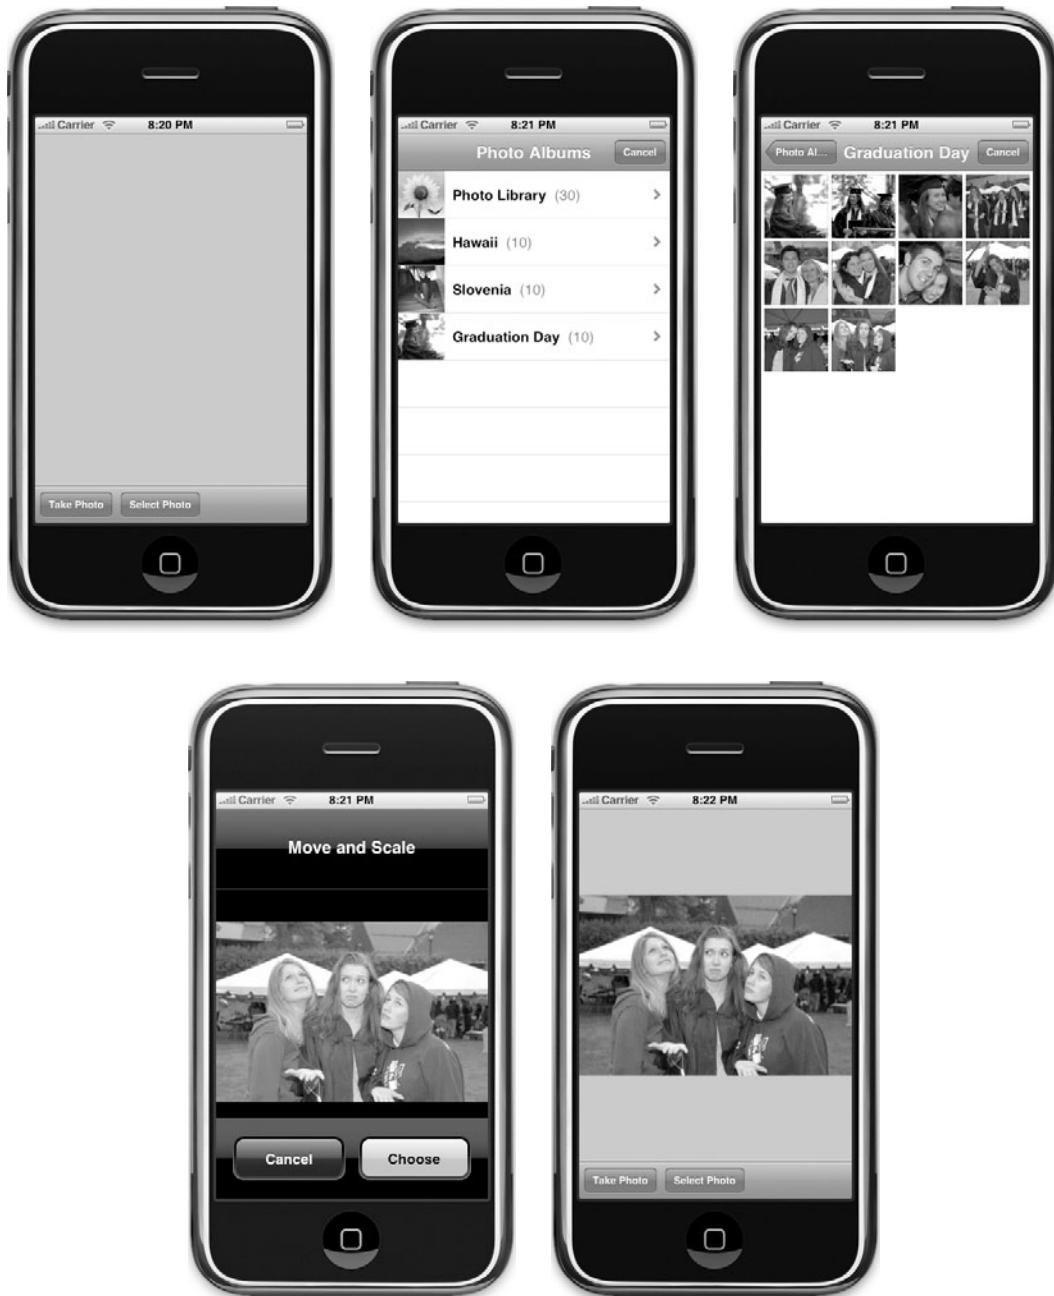 Carrier 8:20 PM
Take Photo Select Photo
Carrier 8:21 PM
Photo Albums Cancel
Photo Library (30)
Hawaii (10)
Slovenia (10)
Graduation Day (10)
Carrier 8:21 PM
Photo Al... Graduation Day Cancel
Carrier 8:21 PM
Move and Scale
Cancel Choose
Carrier 8:22 PM
Take Photo Select Photo